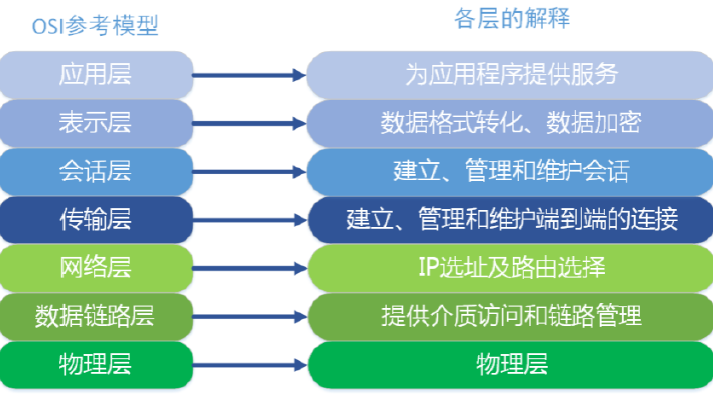 OSI参考模型
各层的解释
应用层
为应用程序提供服务
表示层
数据格式转化、数据加密
会话层
建立、管理和维护会话
传输层
建立、管理和维护端到端的连接
网络层
IP选址及路由选择
数据链路层
提供介质访问和链路管理
物理层
物理层